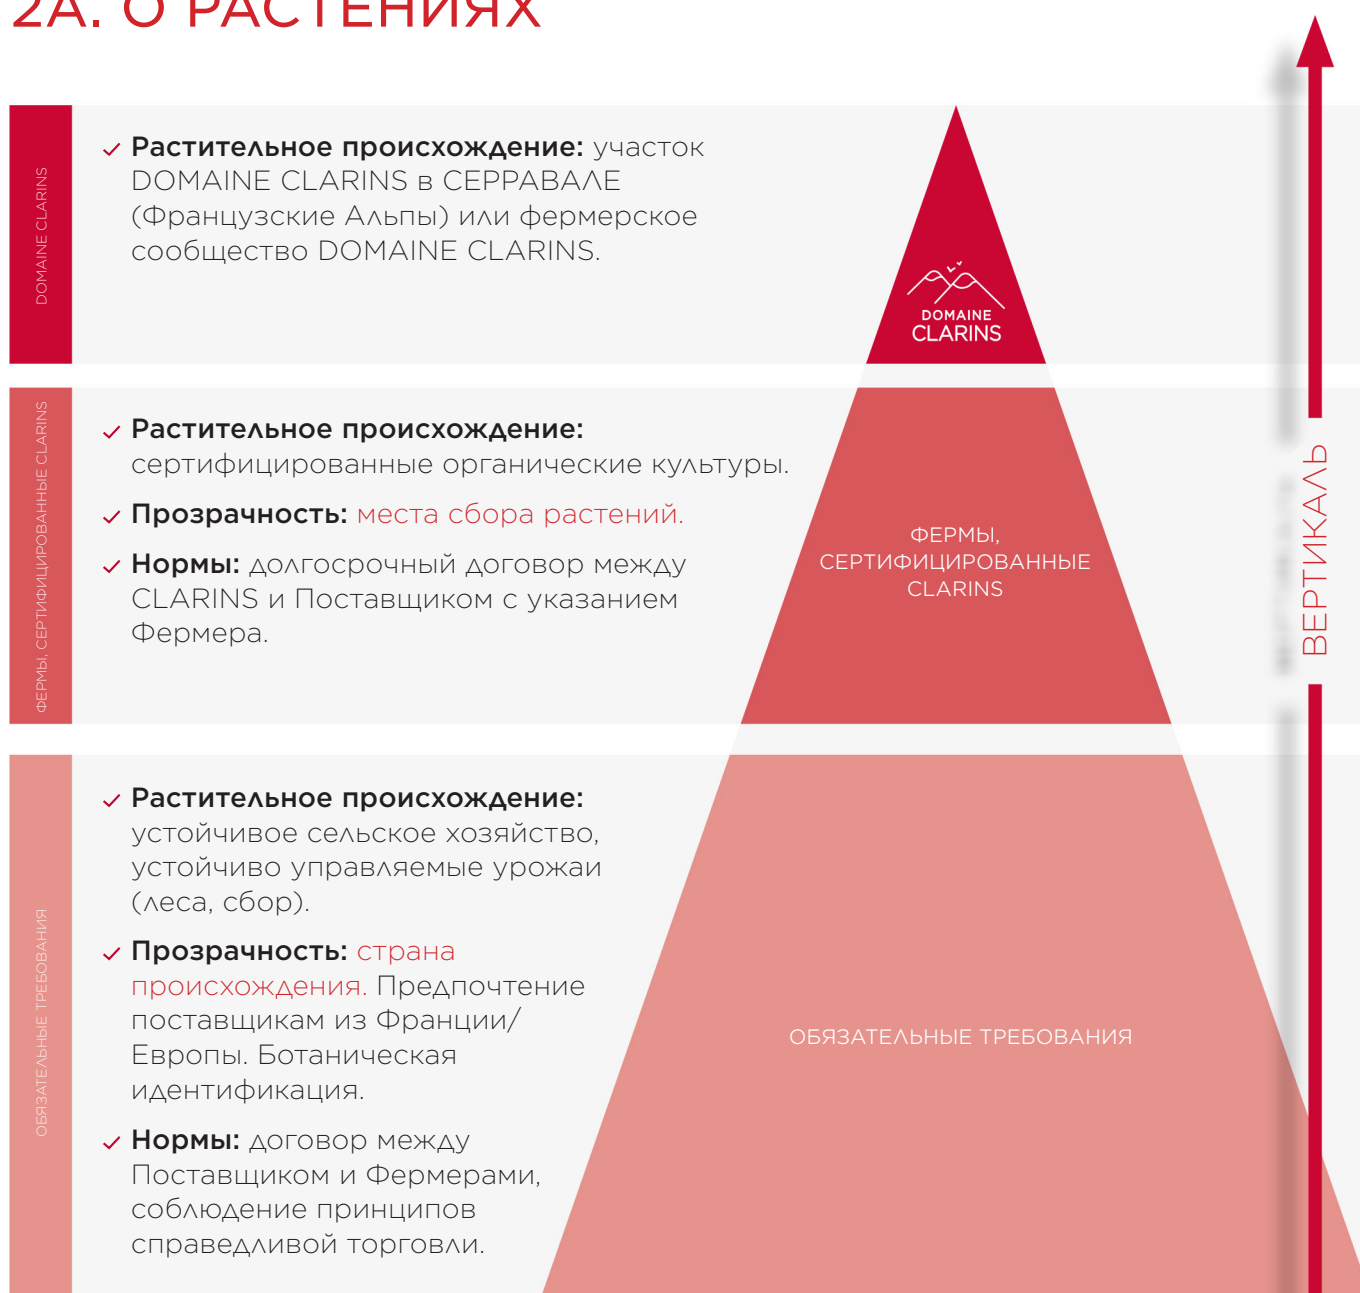 2А. О РАСТЕНИЯХ
DOMAINE CLARINS
Растительное происхождение: участок
DOMAINE CLARINS в СЕРРАВАЛЕ
(Французские Альпы) или фермерское
сообщество DOMAINE CLARINS.
DOMAINE
CLARINS
ФЕРМЫ, СЕРТИФИЦИРОВАННЫЕ CLARINS
Растительное происхождение:
сертифицированные органические культуры.
Прозрачность: места сбора растений.
Нормы: долгосрочный договор между
CLARINS и Поставщиком с указанием
Фермера.
ФЕРМЫ,
СЕРТИФИЦИРОВАННЫЕ
CLARINS
ВЕРТИКАЛЬ
ОБЯЗАТЕЛЬНЫЕ ТРЕБОВАНИЯ
Растительное происхождение:
устойчивое сельское хозяйство,
устойчиво управляемые урожаи
(леса, сбор).
Прозрачность: страна
происхождения. Предпочтение
поставщикам из Франции/
Европы. Ботаническая
идентификация.
Нормы: договор между
Поставщиком и Фермерами,
соблюдение принципов
справедливой торговли.
ОБЯЗАТЕЛЬНЫЕ ТРЕБОВАНИЯ